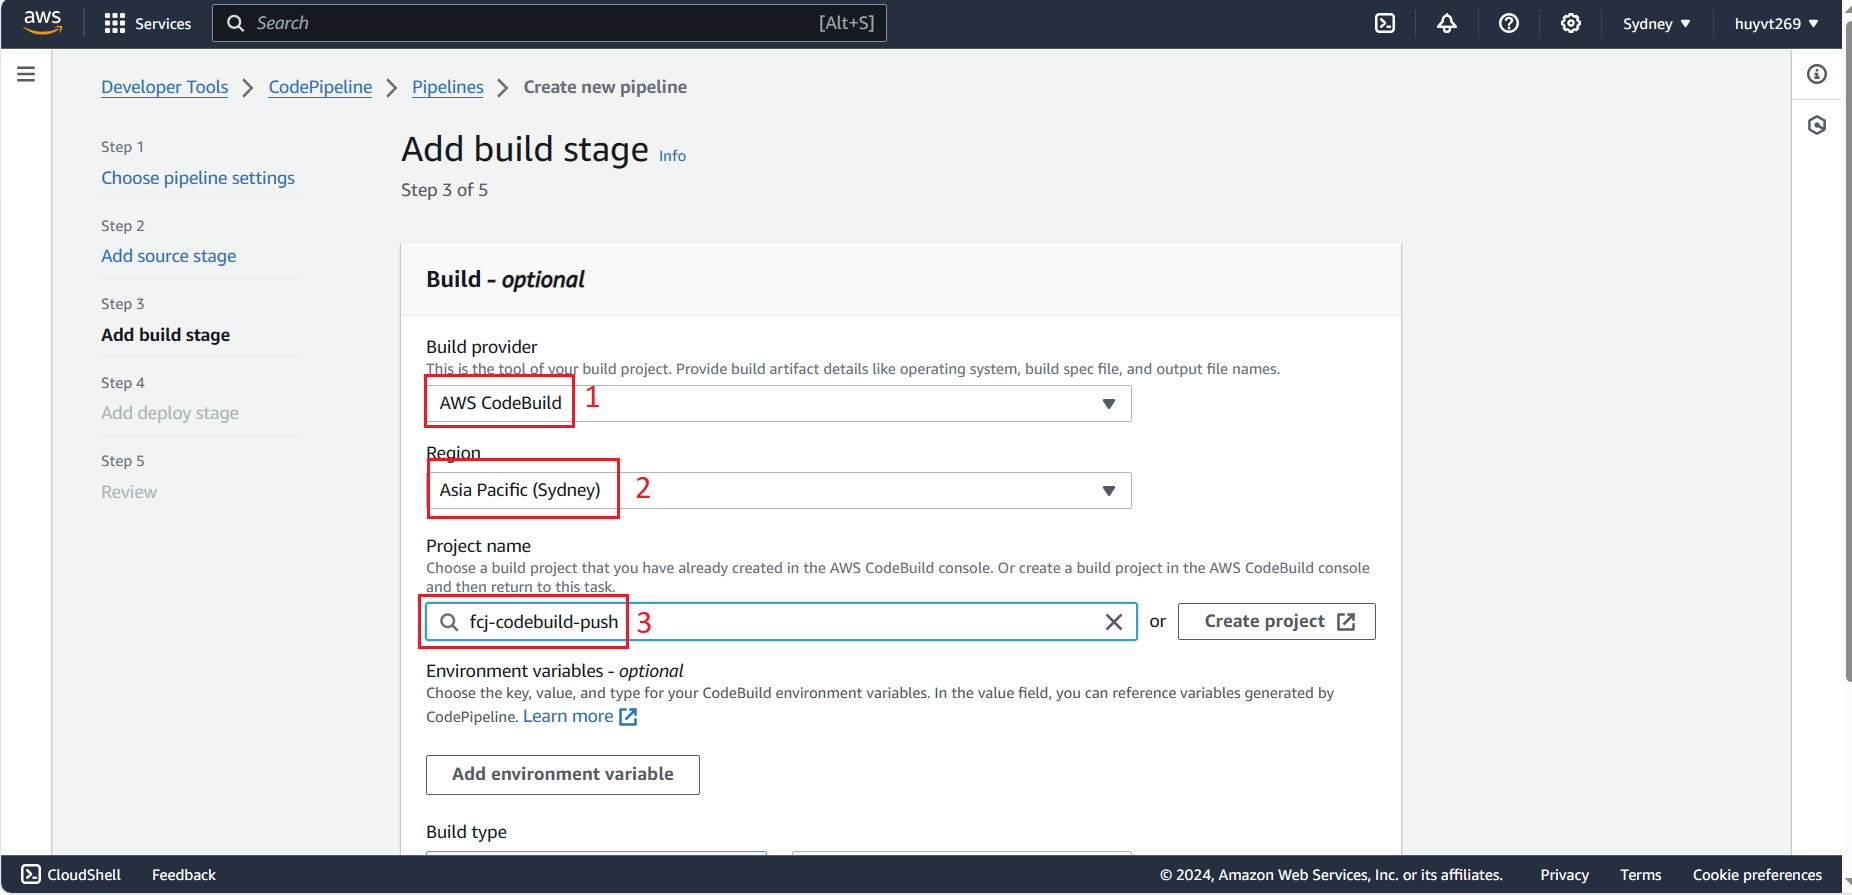 aws
Services
Search
[Alt+S]
Sydney
huyvt269
Developer Tools
CodePipeline
Pipelines
Create new pipeline
Step 1
Choose pipeline settings
Step 2
Add source stage
Step 3
Add build stage
Step 4
Add deploy stage
Step 5
Review
Add build stage Info
Step 3 of 5
Build - optional
Build provider
This is the tool of your build project. Provide build artifact details like operating system, build spec file, and output file names.
AWS CodeBuild
1
Region
Asia Pacific (Sydney)
2
Project name
Choose a build project that you have already created in the AWS CodeBuild console. Or create a build project in the AWS CodeBuild console
and then return to this task.
fcj-codebuild-push
3
or
Create project
Environment variables - optional
Choose the key, value, and type for your CodeBuild environment variables. In the value field, you can reference variables generated by
CodePipeline. Learn more
Add environment variable
Build type
CloudShell
Feedback
© 2024, Amazon Web Services, Inc. or its affiliates.
Privacy
Terms
Cookie preferences